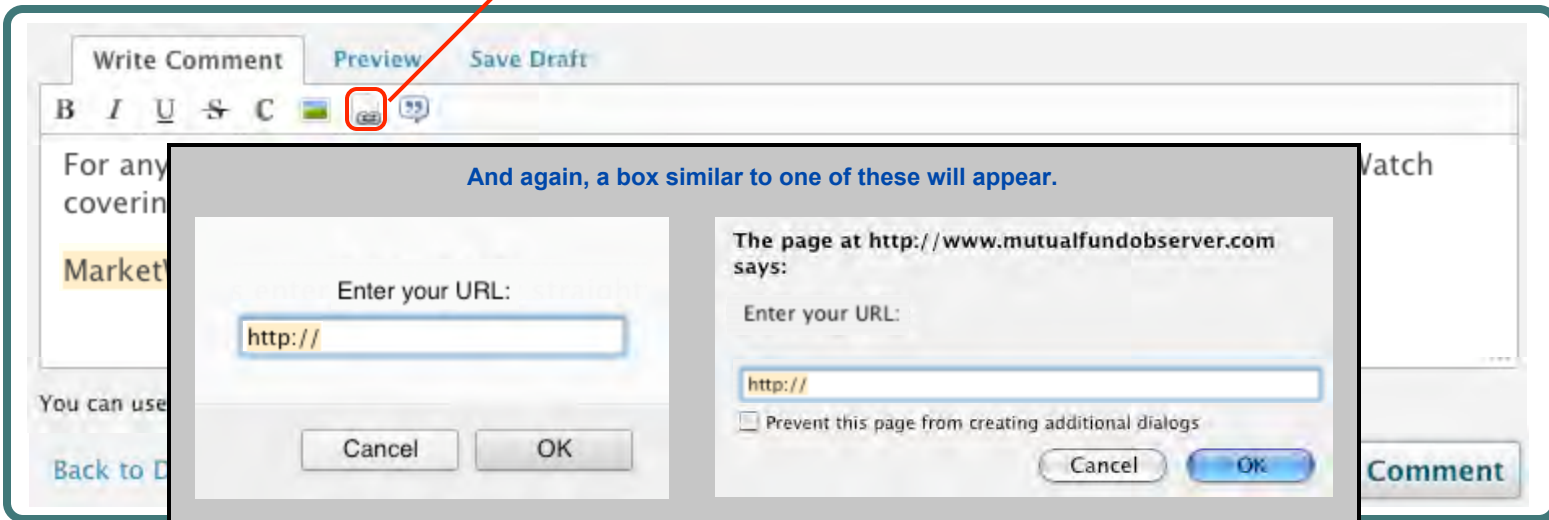 Write Comment Preview Save Draft
B I U S C
For any
Watch
coverin
And again, a box similar to one of these will appear.
Market
Enter your URL:
http://
Cancel OK
The page at http://www.mutualfundobserver.com
says:
Enter your URL:
http://
Prevent this page from creating additional dialogs
Cancel OK
You can use
Back to D
Comment